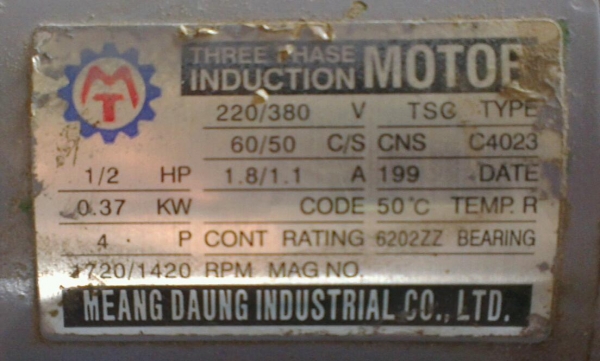 MT
THREE PHASE
INDUCTION MOTOR
220/380 V TSC TYPE
60/50 C/S CNS C4023
1/2 HP 1.8/1.1 A 199 DATE
0.37 KW CODE 50°C TEMP. R
4 P CONT RATING 6202ZZ BEARING
1720/1420 RPM MAG NO.
MEANG DAUNG INDUSTRIAL CO., LTD.